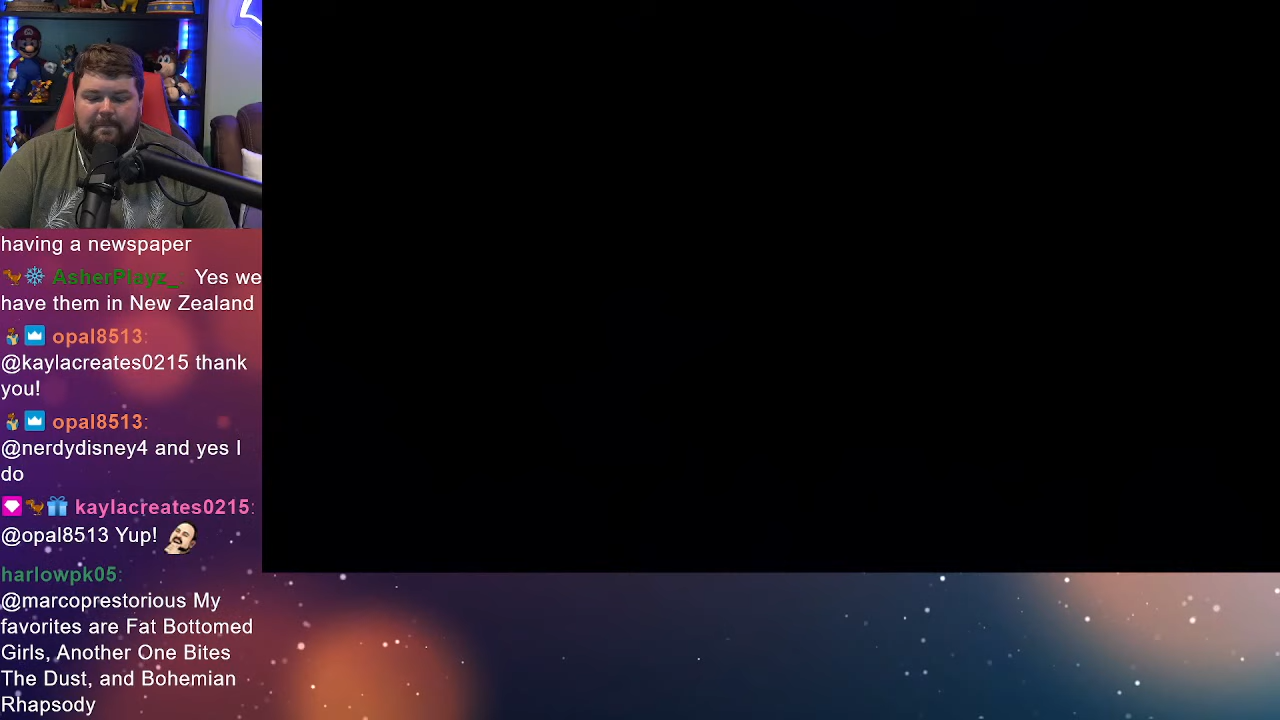 having a newspaper
AsherPlayz_: Yes we
have them in New Zealand
opal8513:
@kaylacreates0215 thank
you!
opal8513:
@nerdydisney4 and yes I
do
kaylacreates0215:
@opal8513 Yup!
harlowpk05:
@marcoprestorious My
favorites are Fat Bottomed
Girls, Another One Bites
The Dust, and Bohemian
Rhapsody